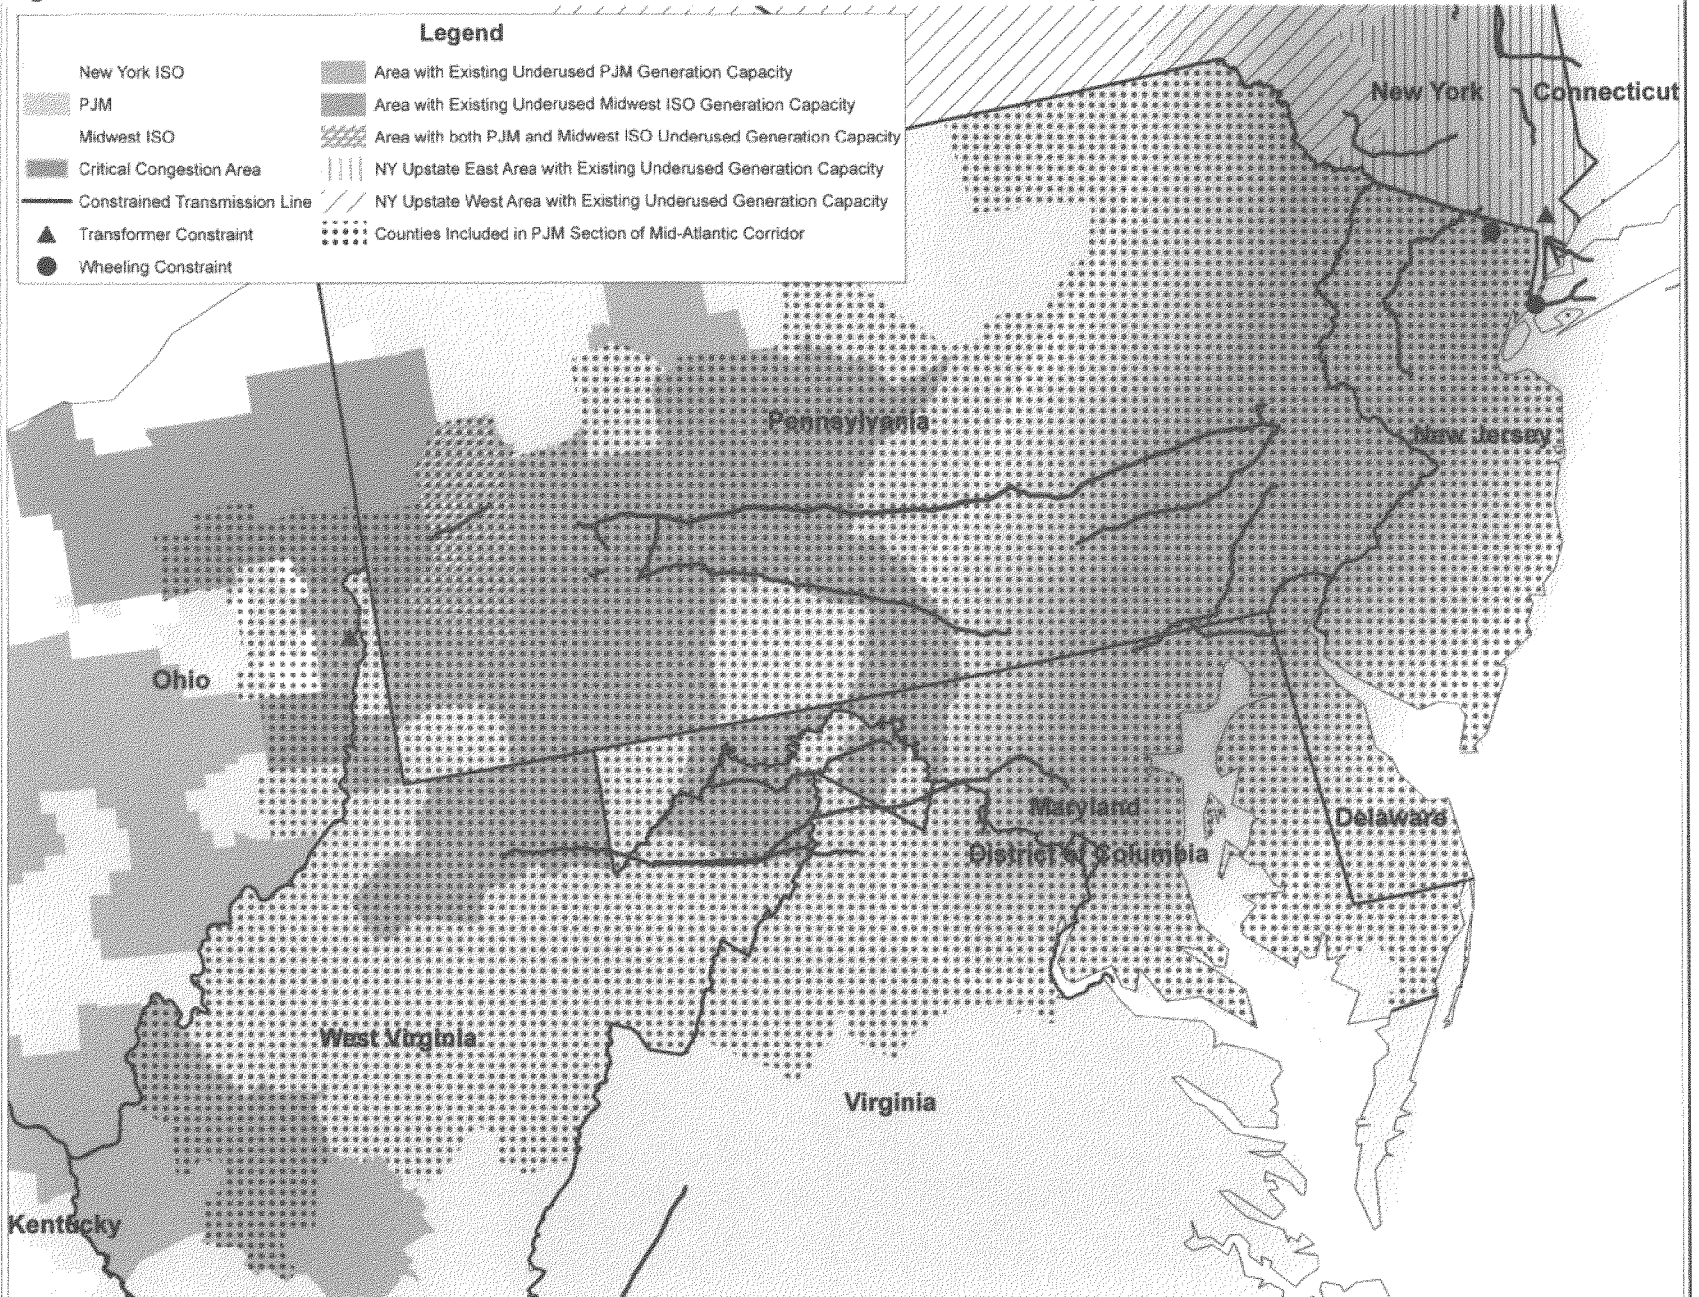 Legend
New York ISO
PJM
Midwest ISO
Critical Congestion Area
Constrained Transmission Line
Transformer Constraint
Wheeling Constraint
Area with Existing Underused PJM Generation Capacity
Area with Existing Underused Midwest ISO Generation Capacity
Area with both PJM and Midwest ISO Underused Generation Capacity
NY Upstate East Area with Existing Underused Generation Capacity
NY Upstate West Area with Existing Underused Generation Capacity
Counties Included in PJM Section of Mid-Atlantic Corridor
New York
Connecticut
Pennsylvania
New Jersey
Ohio
Maryland
Delaware
District of Columbia
West Virginia
Virginia
Kentucky